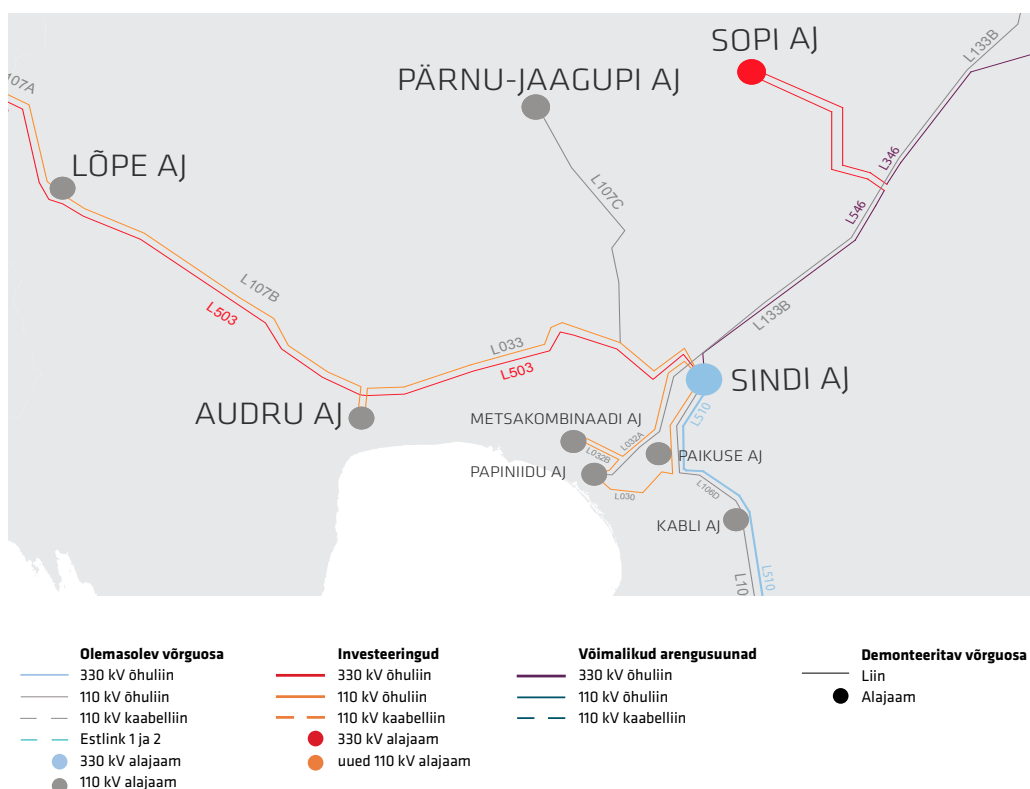 SOPI AJ
L133B
PÄRNU-JAAGUPI AJ
107A
LÕPE AJ
L346
L107C
L546
L107B
L503
L133B
L033
L503
SINDI AJ
AUDRU AJ
L510
METSAKOMBINAADI AJ
L032A
L032B
PAIKUSE AJ
PAPINIIDU AJ
L030
L106D
KABLI AJ
L510
L10
Olemasolev võrguosa
330 kV õhuliin
110 kV õhuliin
110 kV kaabelliin
Estlink 1 ja 2
330 kV alajaam
110 kV alajaam
Investeeringud
330 kV õhuliin
110 kV õhuliin
110 kV kaabelliin
330 kV alajaam
uued 110 kV alajaam
Võimalikud arengusuunad
330 kV õhuliin
110 kV õhuliin
110 kV kaabelliin
Demonteeritav võrguosa
Liin
Alajaam